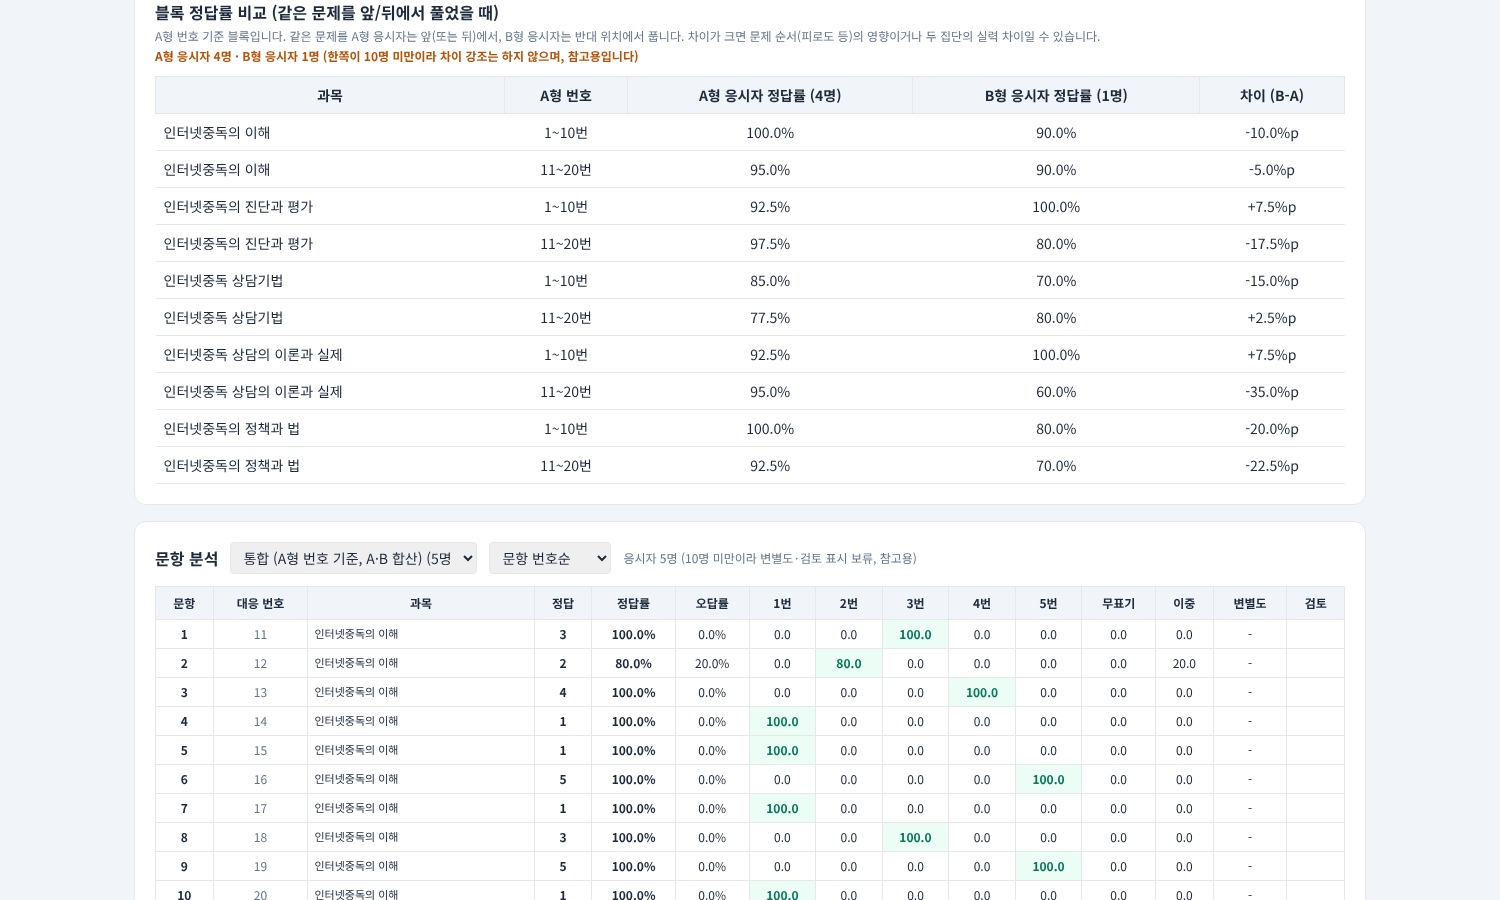 블록 정답률 비교 (같은 문제를 앞/뒤에서 풀었을 때)
A형 번호 기준 블록입니다. 같은 문제를 A형 응시자는 앞(또는 뒤)에서, B형 응시자는 반대 위치에서 풉니다. 차이가 크면 문제 순서(피로도 등)의 영향이거나 두 집단의 실력 차이일 수 있습니다.
A형 응시자 4명 · B형 응시자 1명 (한쪽이 10명 미만이라 차이 강조는 하지 않으며, 참고용입니다)
과목 A형 번호 A형 응시자 정답률 (4명) B형 응시자 정답률 (1명) 차이 (B-A)
인터넷중독의 이해 1~10번 100.0% 90.0% -10.0%p
인터넷중독의 이해 11~20번 95.0% 90.0% -5.0%p
인터넷중독의 진단과 평가 1~10번 92.5% 100.0% +7.5%p
인터넷중독의 진단과 평가 11~20번 97.5% 80.0% -17.5%p
인터넷중독 상담기법 1~10번 85.0% 70.0% -15.0%p
인터넷중독 상담기법 11~20번 77.5% 80.0% +2.5%p
인터넷중독 상담의 이론과 실제 1~10번 92.5% 100.0% +7.5%p
인터넷중독 상담의 이론과 실제 11~20번 95.0% 60.0% -35.0%p
인터넷중독의 정책과 법 1~10번 100.0% 80.0% -20.0%p
인터넷중독의 정책과 법 11~20번 92.5% 70.0% -22.5%p
문항 분석 통합 (A형 번호 기준, A·B 합산) (5명 문항 번호순 응시자 5명 (10명 미만이라 변별도·검토 표시 보류, 참고용)
문항 대응 번호 과목 정답 정답률 오답률 1번 2번 3번 4번 5번 무표기 이중 변별도 검토
1 11 인터넷중독의 이해 3 100.0% 0.0% 0.0 0.0 100.0 0.0 0.0 0.0 0.0 -
2 12 인터넷중독의 이해 2 80.0% 20.0% 0.0 80.0 0.0 0.0 0.0 0.0 20.0 -
3 13 인터넷중독의 이해 4 100.0% 0.0% 0.0 0.0 0.0 100.0 0.0 0.0 0.0 -
4 14 인터넷중독의 이해 1 100.0% 0.0% 100.0 0.0 0.0 0.0 0.0 0.0 0.0 -
5 15 인터넷중독의 이해 1 100.0% 0.0% 100.0 0.0 0.0 0.0 0.0 0.0 0.0 -
6 16 인터넷중독의 이해 5 100.0% 0.0% 0.0 0.0 0.0 0.0 100.0 0.0 0.0 -
7 17 인터넷중독의 이해 1 100.0% 0.0% 100.0 0.0 0.0 0.0 0.0 0.0 0.0 -
8 18 인터넷중독의 이해 3 100.0% 0.0% 0.0 0.0 100.0 0.0 0.0 0.0 0.0 -
9 19 인터넷중독의 이해 5 100.0% 0.0% 0.0 0.0 0.0 0.0 100.0 0.0 0.0 -
10 20 인터넷중독의 이해 1 100.0% 0.0% 100.0 0.0 0.0 0.0 0.0 0.0 0.0 -